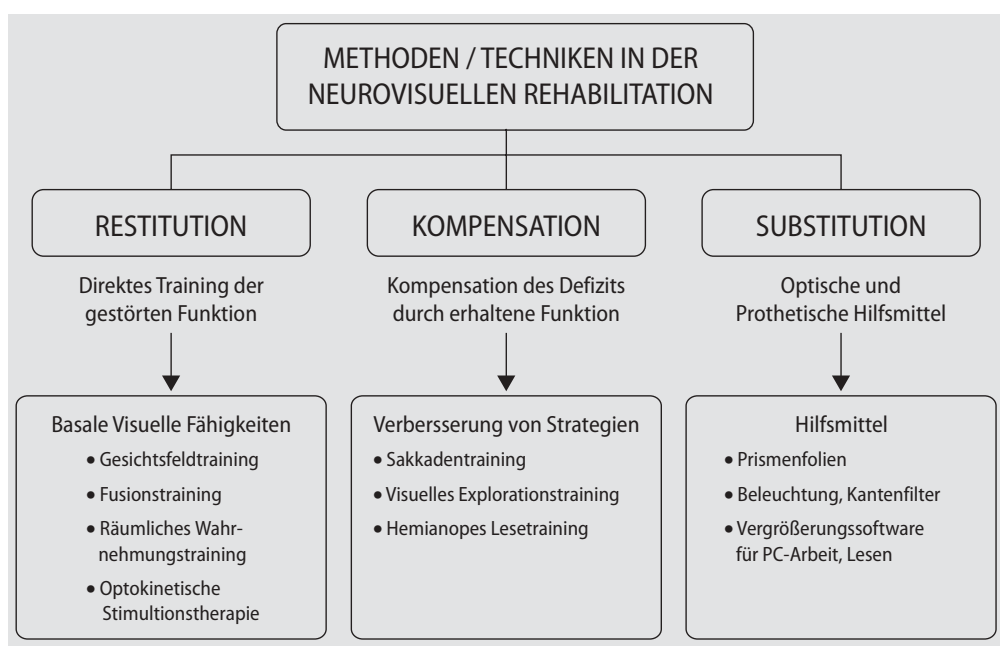 METHODEN / TECHNIKEN IN DER
NEUROVISUELLEN REHABILITATION
RESTITUTION
Direktes Training der
gestörten Funktion
Basale Visuelle Fähigkeiten
• Gesichtsfeldtraining
• Fusionstraining
• Räumliches Wahr-
nehmungstraining
• Optokinetische
Stimultionstherapie
KOMPENSATION
Kompensation des Defizits
durch erhaltene Funktion
Verbersserung von Strategien
• Sakkadentraining
• Visuelles Explorationstraining
• Hemianopes Lesetraining
SUBSTITUTION
Optische und
Prothetische Hilfsmittel
Hilfsmittel
• Prismenfolien
• Beleuchtung, Kantenfilter
• Vergrößerungssoftware
für PC-Arbeit, Lesen